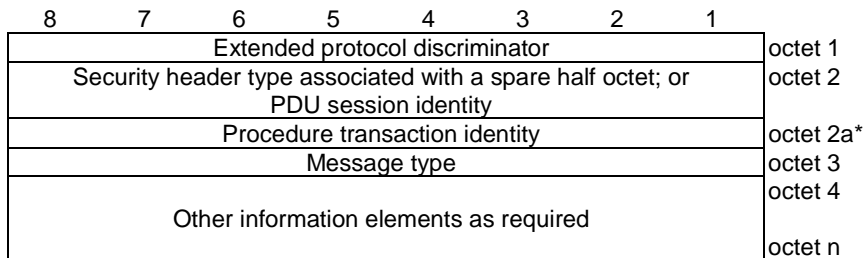 8 7 6 5 4 3 2 1
Extended protocol discriminator octet 1
Security header type associated with a spare half octet; or octet 2
PDU session identity
Procedure transaction identity octet 2a*
Message type octet 3
octet 4
Other information elements as required
octet n